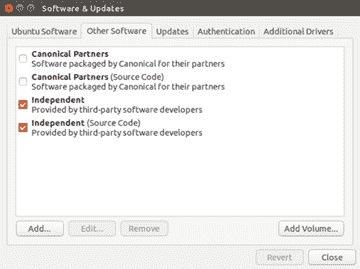 Software & Updates
Ubuntu Software Other Software Updates Authentication Additional Drivers
Canonical Partners
Software packaged by Canonical for their partners
Canonical Partners (Source Code)
Software packaged by Canonical for their partners
Independent
Provided by third-party software developers
Independent (Source Code)
Provided by third-party software developers
Add... Edit... Remove Add Volume...
Revert Close